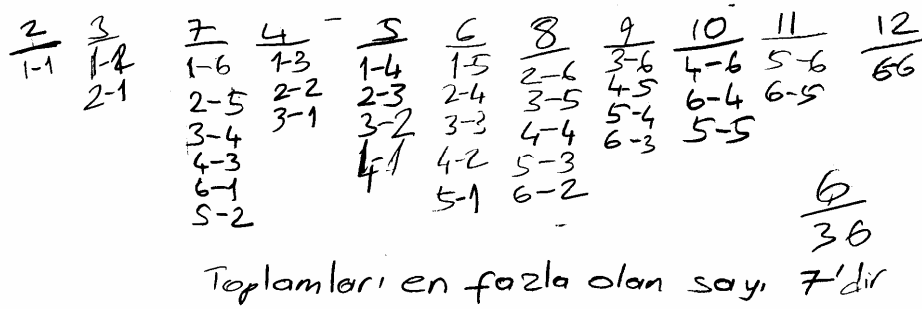 2 3 7 4 5 6 8 9 10 11 12
1-1 1-2 1-6 1-3 1-4 1-5 2-6 3-6 4-6 5-6 6-6
2-1 2-5 2-2 2-3 2-4 3-5 4-5 6-4 6-5
3-4 3-1 3-2 3-3 4-4 5-4 5-5
4-3 4-1 4-2 5-3 6-3
6-1 5-1 6-2
5-2
6
36
Toplamları en fazla olan sayı 7'dir